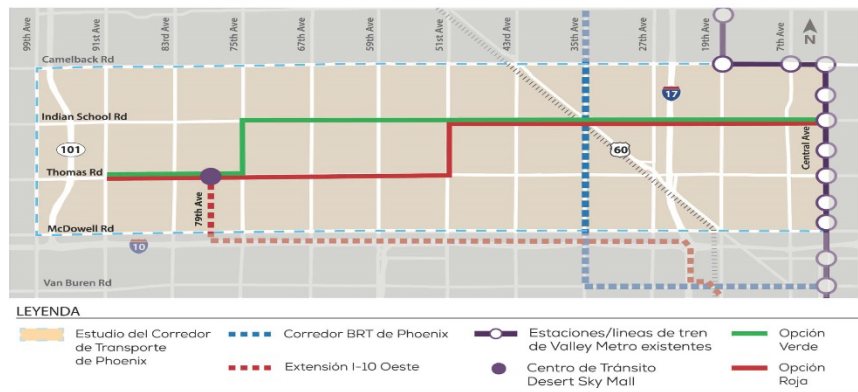 99th Ave
91st Ave
83rd Ave
75th Ave
67th Ave
59th Ave
51st Ave
43rd Ave
35th Ave
27th Ave
19th Ave
7th Ave
N
Camelback Rd
17
Indian School Rd
101
60
Central Ave
Thomas Rd
79th Ave
McDowell Rd
10
Van Buren Rd
LEYENDA
Estudio del Corredor
de Transporte
de Phoenix
Corredor BRT de Phoenix
Extensión I-10 Oeste
Estaciones/lineas de tren
de Valley Metro existentes
Centro de Tránsito
Desert Sky Mall
Opción
Verde
Opción
Roja